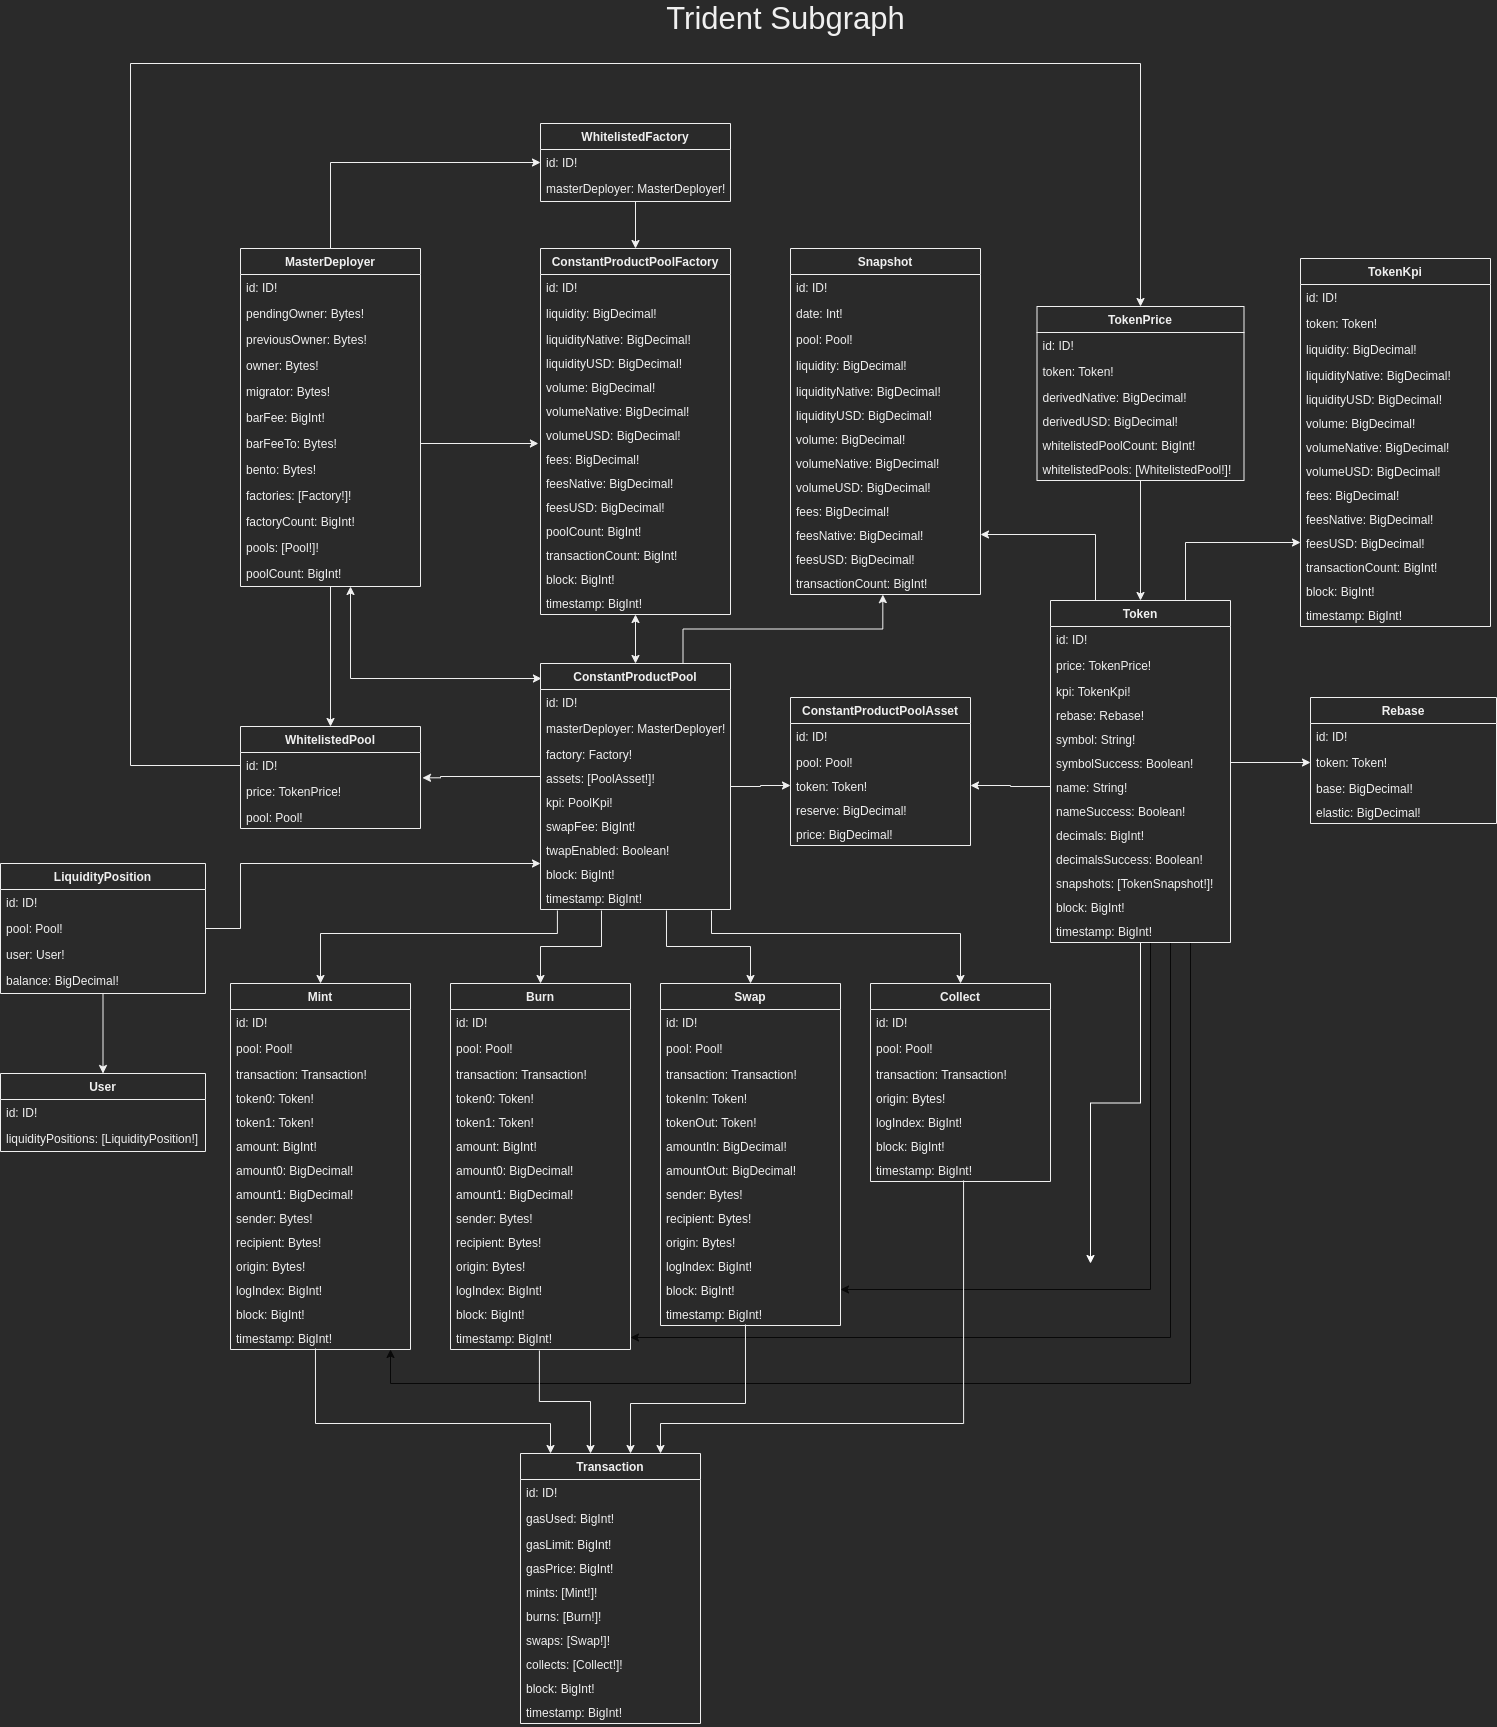 Trident Subgraph
WhitelistedFactory
id: ID!
masterDeployer: MasterDeployer!
MasterDeployer
id: ID!
pendingOwner: Bytes!
previousOwner: Bytes!
owner: Bytes!
migrator: Bytes!
barFee: BigInt!
barFeeTo: Bytes!
bento: Bytes!
factories: [Factory!]!
factoryCount: BigInt!
pools: [Pool!]!
poolCount: BigInt!
ConstantProductPoolFactory
id: ID!
liquidity: BigDecimal!
liquidityNative: BigDecimal!
liquidityUSD: BigDecimal!
volume: BigDecimal!
volumeNative: BigDecimal!
volumeUSD: BigDecimal!
fees: BigDecimal!
feesNative: BigDecimal!
feesUSD: BigDecimal!
poolCount: BigInt!
transactionCount: BigInt!
block: BigInt!
timestamp: BigInt!
Snapshot
id: ID!
date: Int!
pool: Pool!
liquidity: BigDecimal!
liquidityNative: BigDecimal!
liquidityUSD: BigDecimal!
volume: BigDecimal!
volumeNative: BigDecimal!
volumeUSD: BigDecimal!
fees: BigDecimal!
feesNative: BigDecimal!
feesUSD: BigDecimal!
transactionCount: BigInt!
TokenPrice
id: ID!
token: Token!
derivedNative: BigDecimal!
derivedUSD: BigDecimal!
whitelistedPoolCount: BigInt!
whitelistedPools: [WhitelistedPool!]!
TokenKpi
id: ID!
token: Token!
liquidity: BigDecimal!
liquidityNative: BigDecimal!
liquidityUSD: BigDecimal!
volume: BigDecimal!
volumeNative: BigDecimal!
volumeUSD: BigDecimal!
fees: BigDecimal!
feesNative: BigDecimal!
feesUSD: BigDecimal!
transactionCount: BigInt!
block: BigInt!
timestamp: BigInt!
WhitelistedPool
id: ID!
price: TokenPrice!
pool: Pool!
ConstantProductPool
id: ID!
masterDeployer: MasterDeployer!
factory: Factory!
assets: [PoolAsset!]!
kpi: PoolKpi!
swapFee: BigInt!
twapEnabled: Boolean!
block: BigInt!
timestamp: BigInt!
ConstantProductPoolAsset
id: ID!
pool: Pool!
token: Token!
reserve: BigDecimal!
price: BigDecimal!
Token
id: ID!
price: TokenPrice!
kpi: TokenKpi!
rebase: Rebase!
symbol: String!
symbolSuccess: Boolean!
name: String!
nameSuccess: Boolean!
decimals: BigInt!
decimalsSuccess: Boolean!
snapshots: [TokenSnapshot!]!
block: BigInt!
timestamp: BigInt!
Rebase
id: ID!
token: Token!
base: BigDecimal!
elastic: BigDecimal!
LiquidityPosition
id: ID!
pool: Pool!
user: User!
balance: BigDecimal!
User
id: ID!
liquidityPositions: [LiquidityPosition!]
Mint
id: ID!
pool: Pool!
transaction: Transaction!
token0: Token!
token1: Token!
amount: BigInt!
amount0: BigDecimal!
amount1: BigDecimal!
sender: Bytes!
recipient: Bytes!
origin: Bytes!
logIndex: BigInt!
block: BigInt!
timestamp: BigInt!
Burn
id: ID!
pool: Pool!
transaction: Transaction!
token0: Token!
token1: Token!
amount: BigInt!
amount0: BigDecimal!
amount1: BigDecimal!
sender: Bytes!
recipient: Bytes!
origin: Bytes!
logIndex: BigInt!
block: BigInt!
timestamp: BigInt!
Swap
id: ID!
pool: Pool!
transaction: Transaction!
tokenIn: Token!
tokenOut: Token!
amountIn: BigDecimal!
amountOut: BigDecimal!
sender: Bytes!
recipient: Bytes!
origin: Bytes!
logIndex: BigInt!
block: BigInt!
timestamp: BigInt!
Collect
id: ID!
pool: Pool!
transaction: Transaction!
origin: Bytes!
logIndex: BigInt!
block: BigInt!
timestamp: BigInt!
Transaction
id: ID!
gasUsed: BigInt!
gasLimit: BigInt!
gasPrice: BigInt!
mints: [Mint!]!
burns: [Burn!]!
swaps: [Swap!]!
collects: [Collect!]!
block: BigInt!
timestamp: BigInt!